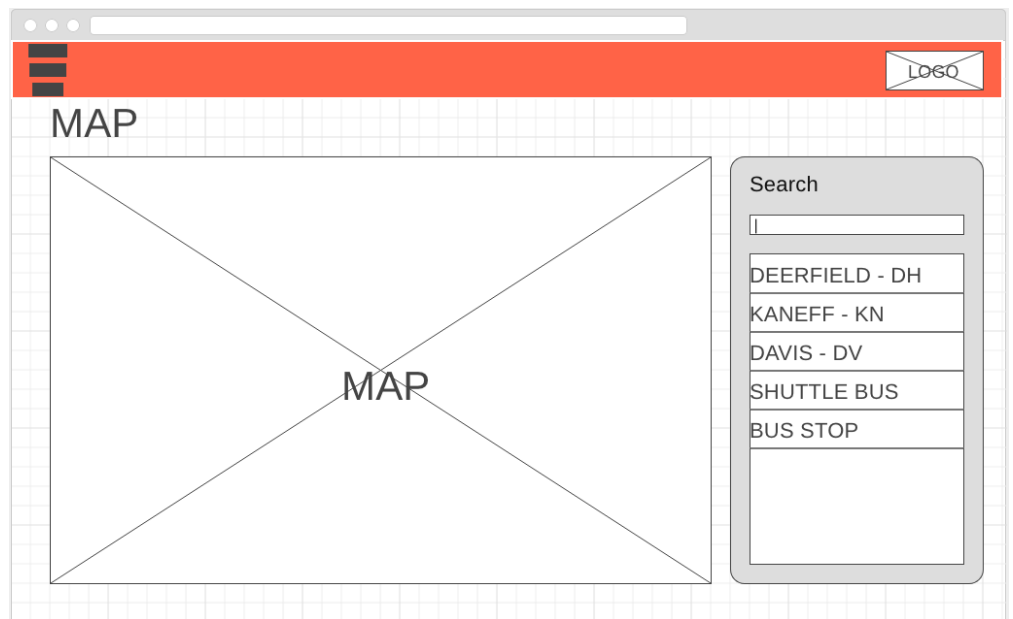 LOGO
MAP
MAP
Search
DEERFIELD - DH
KANEFF - KN
DAVIS - DV
SHUTTLE BUS
BUS STOP